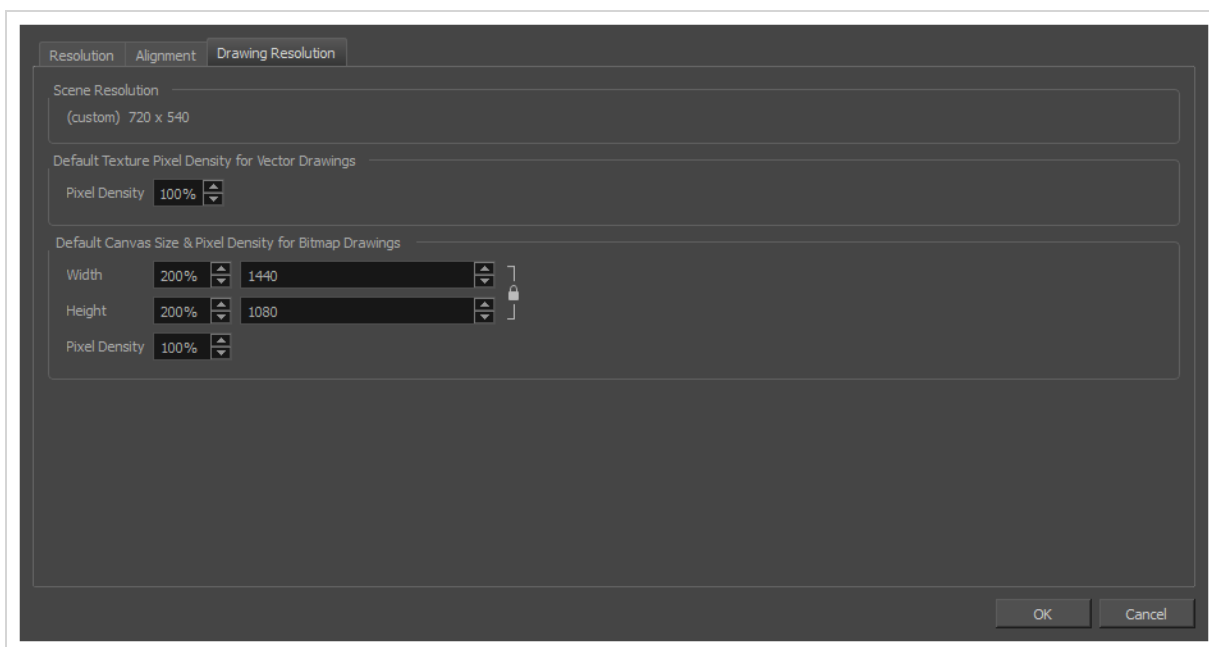 Resolution Alignment Drawing Resolution
Scene Resolution
(custom) 720 x 540
Default Texture Pixel Density for Vector Drawings
Pixel Density 100%
Default Canvas Size & Pixel Density for Bitmap Drawings
Width 200% 1440
Height 200% 1080
Pixel Density 100%
OK Cancel